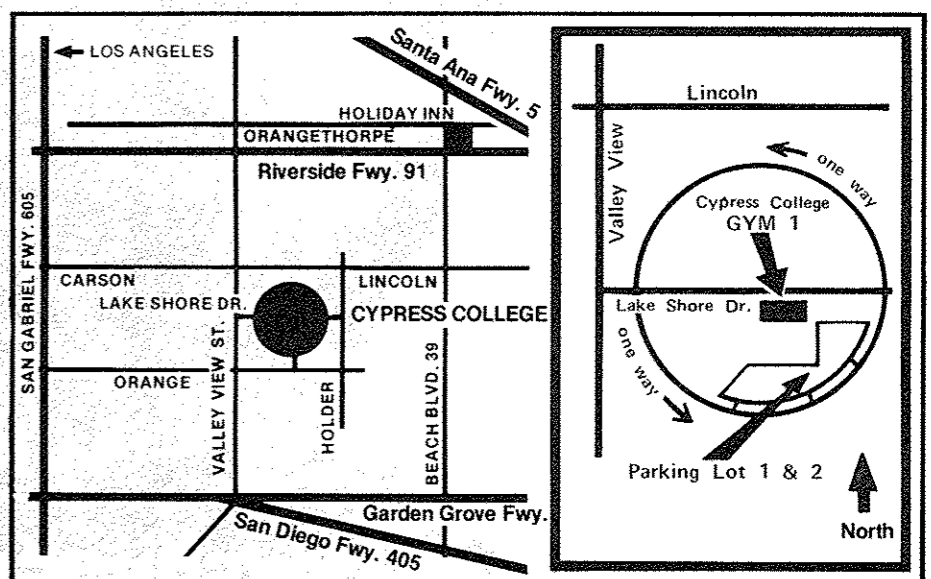 LOS ANGELES
Santa Ana Fwy. 5
HOLIDAY INN
ORANGETHORPE
Riverside Fwy. 91
SAN GABRIEL FWY. 605
CARSON
LINCOLN
LAKE SHORE DR.
CYPRESS COLLEGE
ORANGE
VALLEY VIEW ST.
HOLDER
BEACH BLVD. 39
Garden Grove Fwy.
San Diego Fwy. 405
Lincoln
Valley View
one way
Cypress College
GYM 1
Lake Shore Dr.
one way
Parking Lot 1 & 2
North